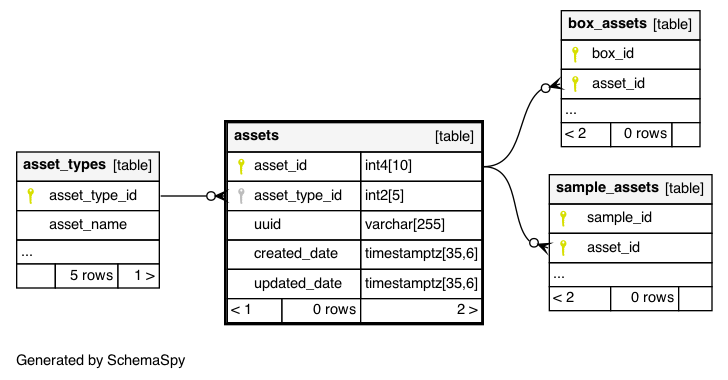 box_assets [table]
box_id
asset_id
...
< 2 0 rows
assets [table]
asset_id int4[10]
asset_type_id int2[5]
uuid varchar[255]
created_date timestamptz[35,6]
updated_date timestamptz[35,6]
< 1 0 rows 2 >
asset_types [table]
asset_type_id
asset_name
...
5 rows 1 >
sample_assets [table]
sample_id
asset_id
...
< 2 0 rows
Generated by SchemaSpy